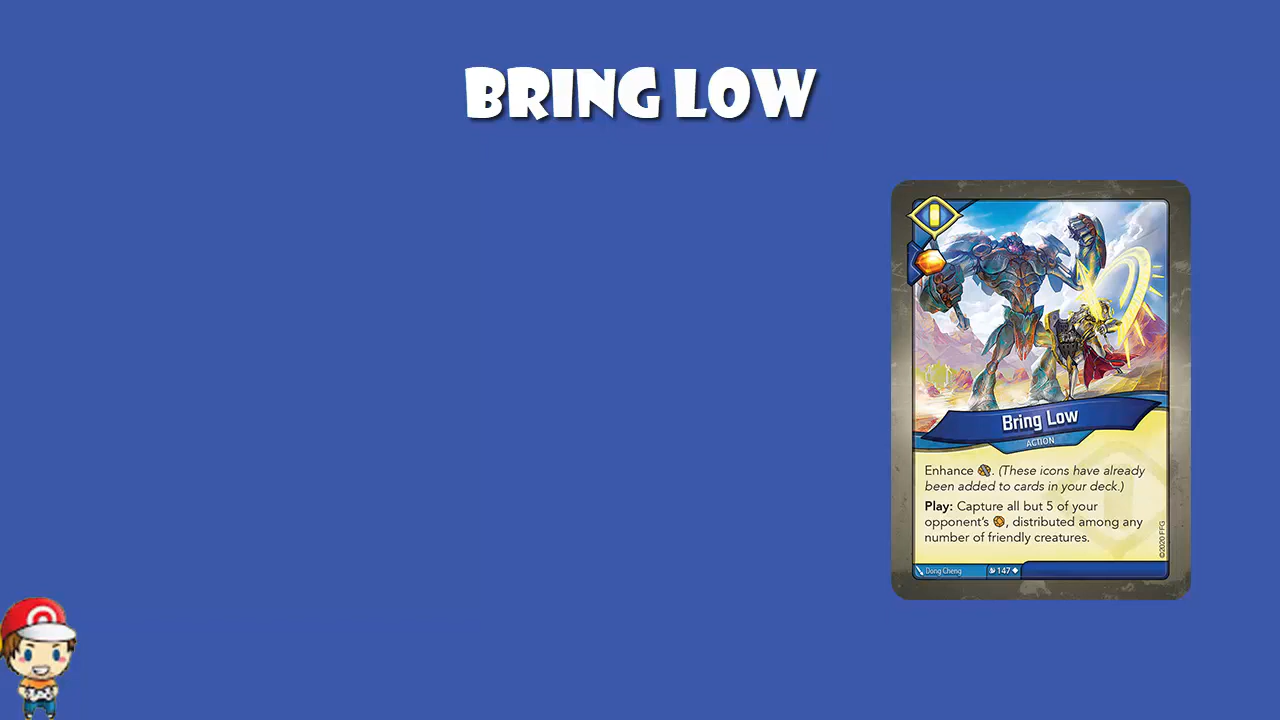 BRING LOW
Bring Low
ACTION
Enhance . (These icons have already
been added to cards in your deck.)
Play: Capture all but 5 of your
opponent's , distributed among any
number of friendly creatures.
©2020 FFG
Dong Cheng
147